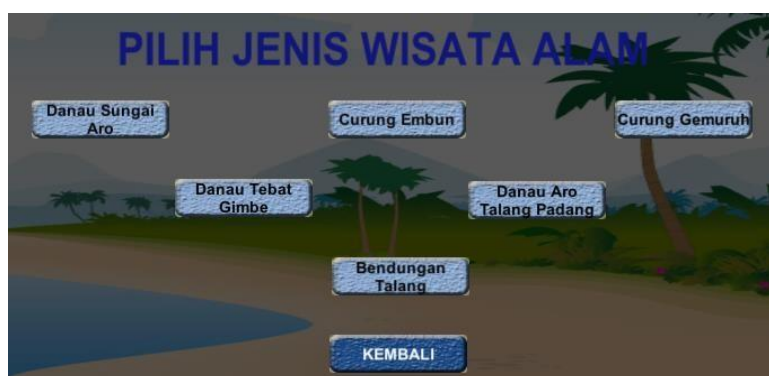 PILIH JENIS WISATA ALAM
Danau Sungai
Aro
Curung Embun
Curung Gemuruh
Danau Tebat
Gimbe
Danau Aro
Talang Padang
Bendungan
Talang
KEMBALI